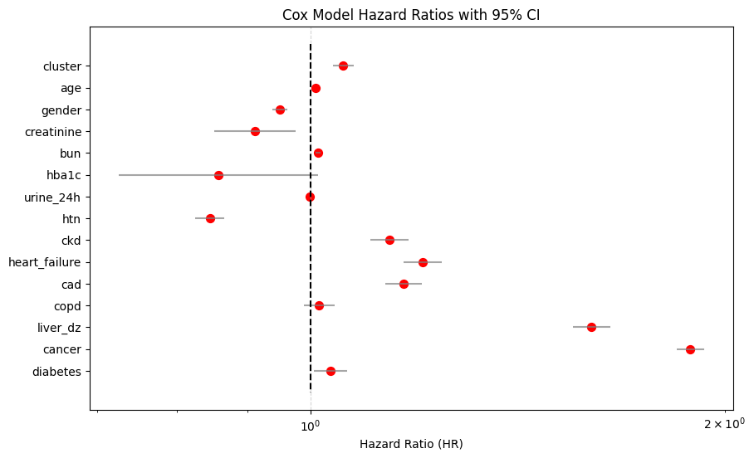 Cox Model Hazard Ratios with 95% CI
cluster
age
gender
creatinine
bun
hba1c
urine_24h
htn
ckd
heart_failure
cad
copd
liver_dz
cancer
diabetes
10⁰
2 × 10⁰
Hazard Ratio (HR)